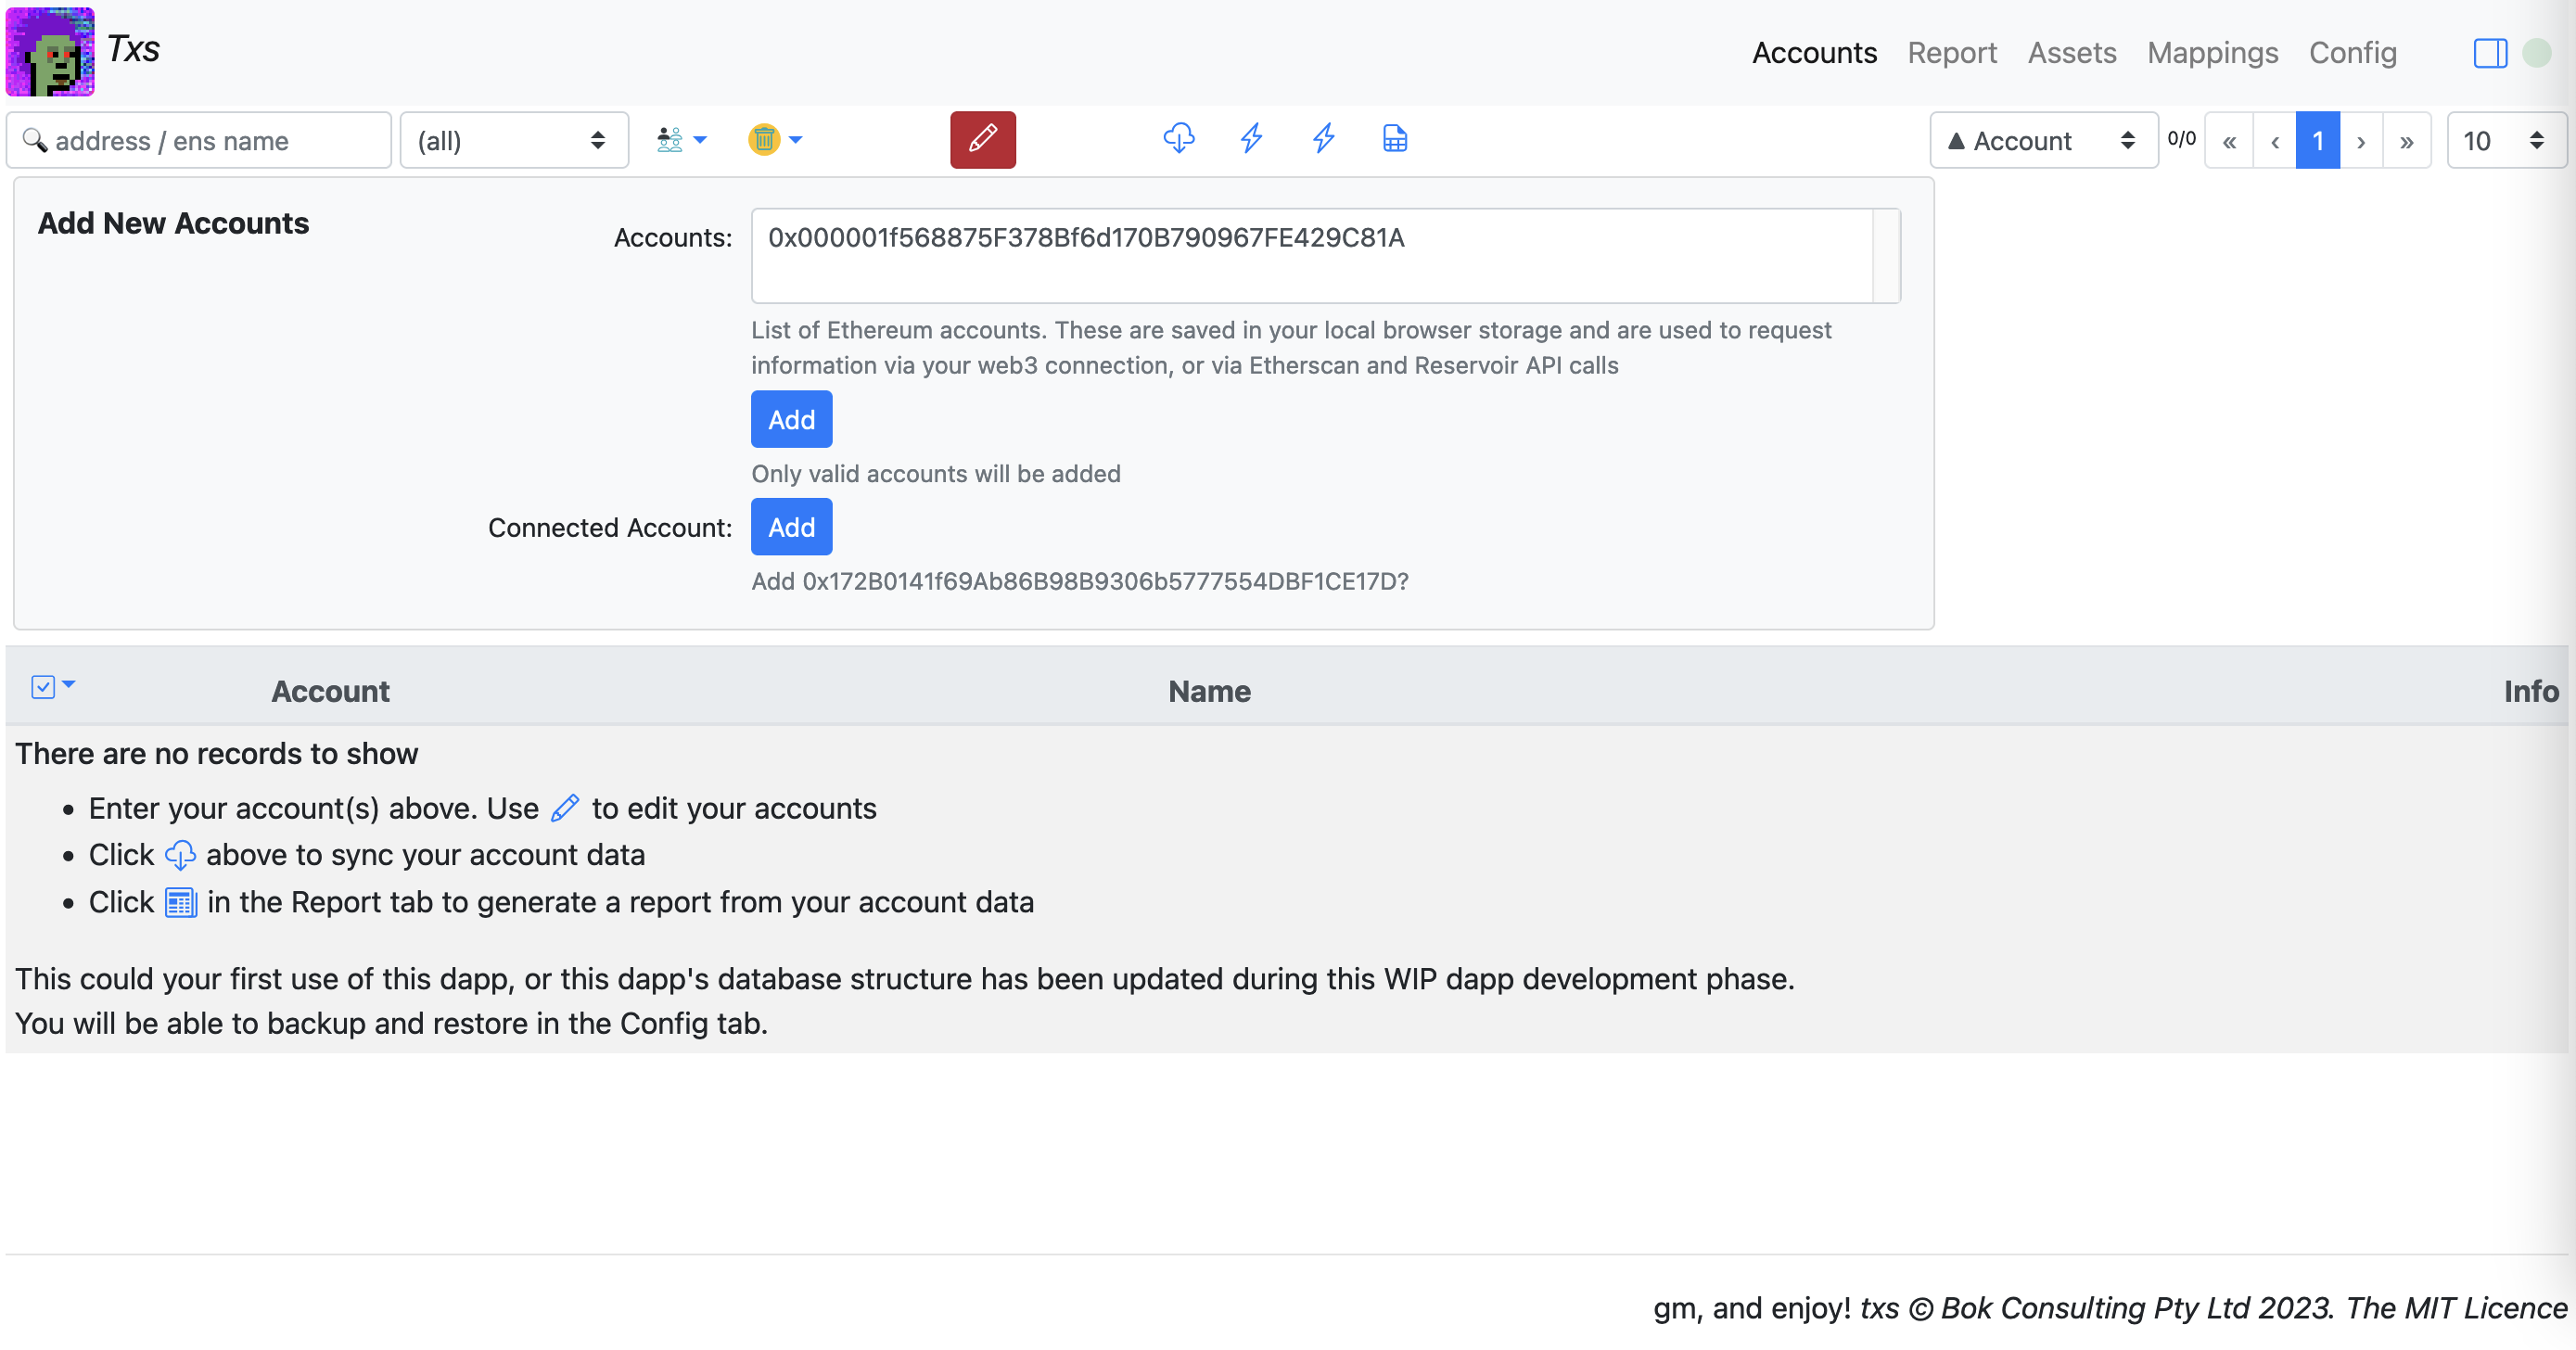 Txs
Accounts Report Assets Mappings Config
address / ens name (all) Account 0/0 « ‹ 1 › » 10
Add New Accounts
Accounts: 0x000001f568875F378Bf6d170B790967FE429C81A
List of Ethereum accounts. These are saved in your local browser storage and are used to request
information via your web3 connection, or via Etherscan and Reservoir API calls
Add
Only valid accounts will be added
Connected Account: Add
Add 0x172B0141f69Ab86B98B9306b5777554DBF1CE17D?
Account Name Info
There are no records to show
• Enter your account(s) above. Use to edit your accounts
• Click above to sync your account data
• Click in the Report tab to generate a report from your account data
This could your first use of this dapp, or this dapp's database structure has been updated during this WIP dapp development phase.
You will be able to backup and restore in the Config tab.
gm, and enjoy! txs © Bok Consulting Pty Ltd 2023. The MIT Licence